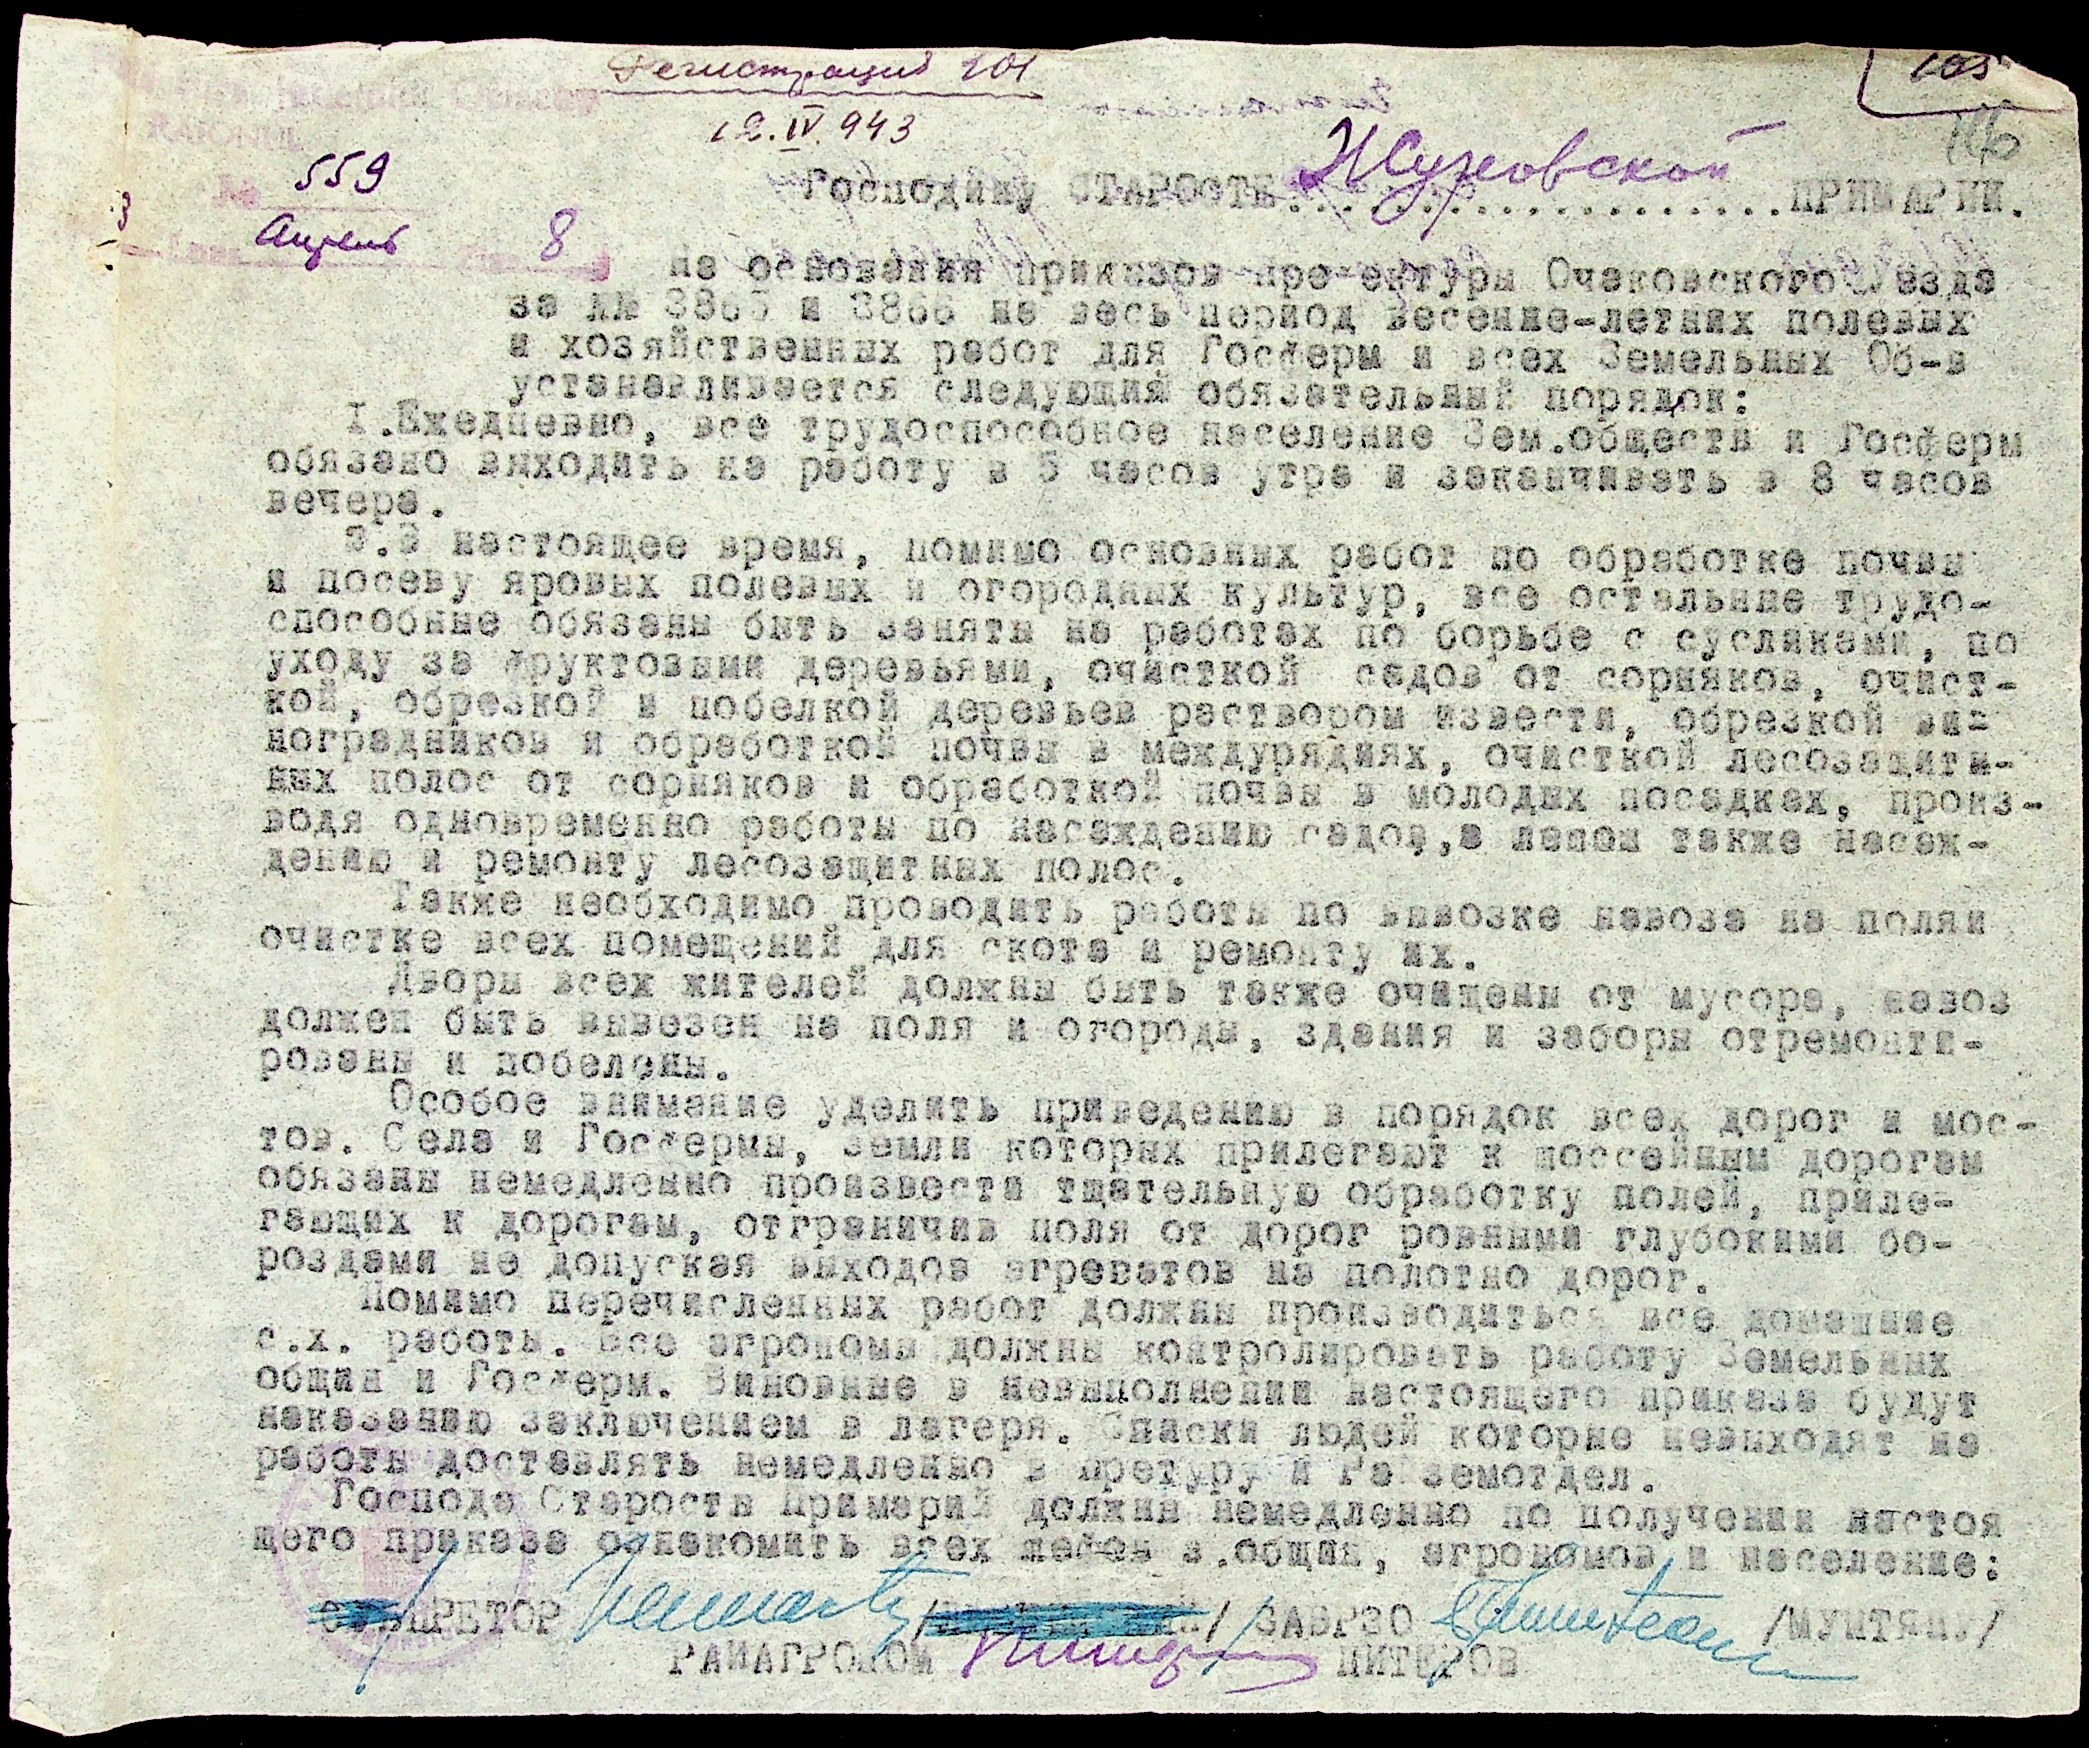 Регистрация 101
105
12.IV.943
RAIONUL
559
Апрель 8
Господину СТАРОСТЕ Жуховской ....................ПРИМАРИИ.
на основании приказов префектуры Очаковского Уезда
за №№ 3865 и 3866 на весь период весенне-летних полевых
и хозяйственных работ для Госферм и всех Земельных Об-в
устанавливается следующий обязательный порядок:
I.Ежедневно, все трудоспособное население Зем.обществ и Госферм
обязано выходить на работу в 5 часов утра и заканчивать в 8 часов
вечера.
2.В настоящее время, помимо основных работ по обработке почвы
и посеву яровых полевых и огородных культур, все остальные трудо-
способные обязаны быть заняты на работах по борьбе с сусликами, по
уходу за фруктовыми деревьями, очисткой садов от сорняков, очист-
кой, обрезкой и побелкой деревьев раствором извести, обрезкой ви-
ноградников и обработкой почвы в междурядиях, очисткой лесозащит-
ных полос от сорняков и обработкой почвы в молодых посадках, произ-
водя одновременно работы по насаждению садов,а также насаж-
дению и ремонту лесозащитных полос.
Также необходимо проводить работы по вывозке навоза на поля и
очистке всех помещений для скота и ремонту их.
Дворы всех жителей должны быть также очищены от мусора, навоз
должен быть вывезен на поля и огороды, здания и заборы отремонти-
рованы и побелены.
Особое внимание уделить приведению в порядок всех дорог и мос-
тов. Села и Госфермы, земли которых прилегают к шоссейным дорогам
обязаны немедленно произвести тщательную обработку полей, приле-
гающих к дорогам, отграничив поля от дорог ровными глубокими бо-
роздами не допуская выходов агрегатов на полотно дорог.
Помимо перечисленных работ должны производиться все домашние
с.х. работы. Все агрономы должны контролировать работу Земельных
общин и Госферм. Виновные в невыполнении настоящего приказа будут
наказанию заключением в лагеря. Списки людей которые невыходят на
работы доставлять немедленно в Претуру и Райземотдел.
Господа Старосты Примарий должны немедленно по получении настоя
щего приказа ознакомить всех шефов з.общин, агрономов и население:
ПРЕТОР / / ЗАВРЗО /МУНТЯНУ/
РАЙАГРОНОМ ПИТЕРОВ